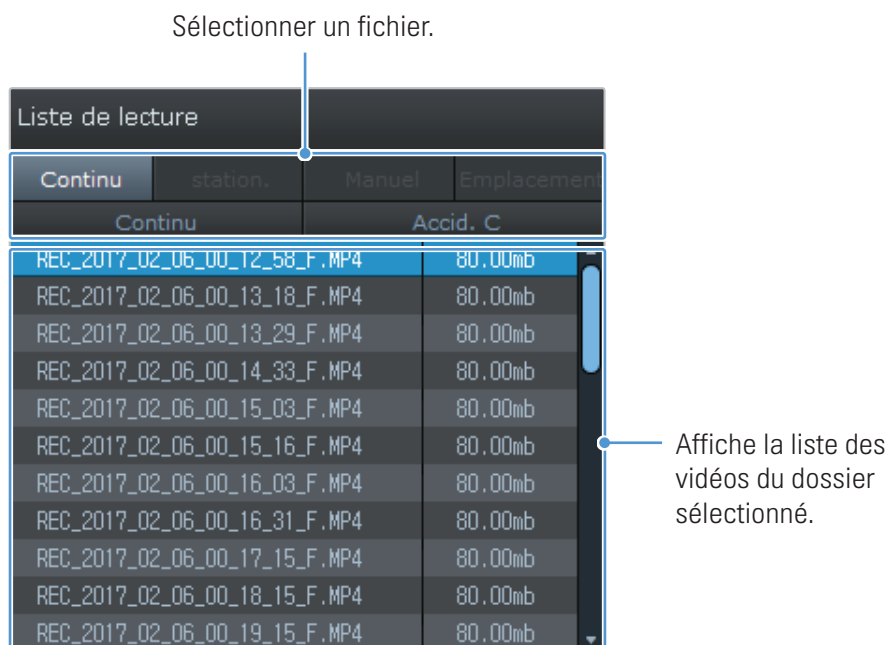 Sélectionner un fichier.
Liste de lecture
Continu station. Manuel Emplacement
Continu Accid. C
REC_2017_02_06_00_12_58_F.MP4 80.00mb
REC_2017_02_06_00_13_18_F.MP4 80.00mb
REC_2017_02_06_00_13_29_F.MP4 80.00mb
REC_2017_02_06_00_14_33_F.MP4 80.00mb
REC_2017_02_06_00_15_03_F.MP4 80.00mb
REC_2017_02_06_00_15_16_F.MP4 80.00mb
REC_2017_02_06_00_16_03_F.MP4 80.00mb
REC_2017_02_06_00_16_31_F.MP4 80.00mb
REC_2017_02_06_00_17_15_F.MP4 80.00mb
REC_2017_02_06_00_18_15_F.MP4 80.00mb
REC_2017_02_06_00_19_15_F.MP4 80.00mb
Affiche la liste des
vidéos du dossier
sélectionné.